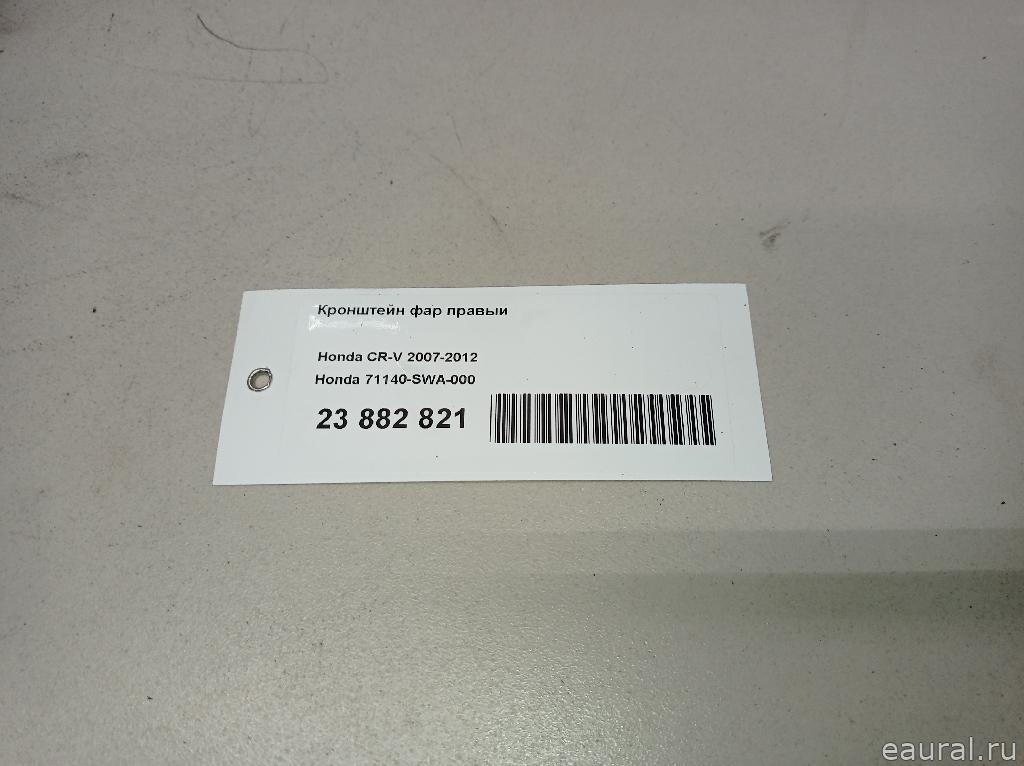 Кронштейн фар правый
Honda CR-V 2007-2012
Honda 71140-SWA-000
23 882 821
eaural.ru